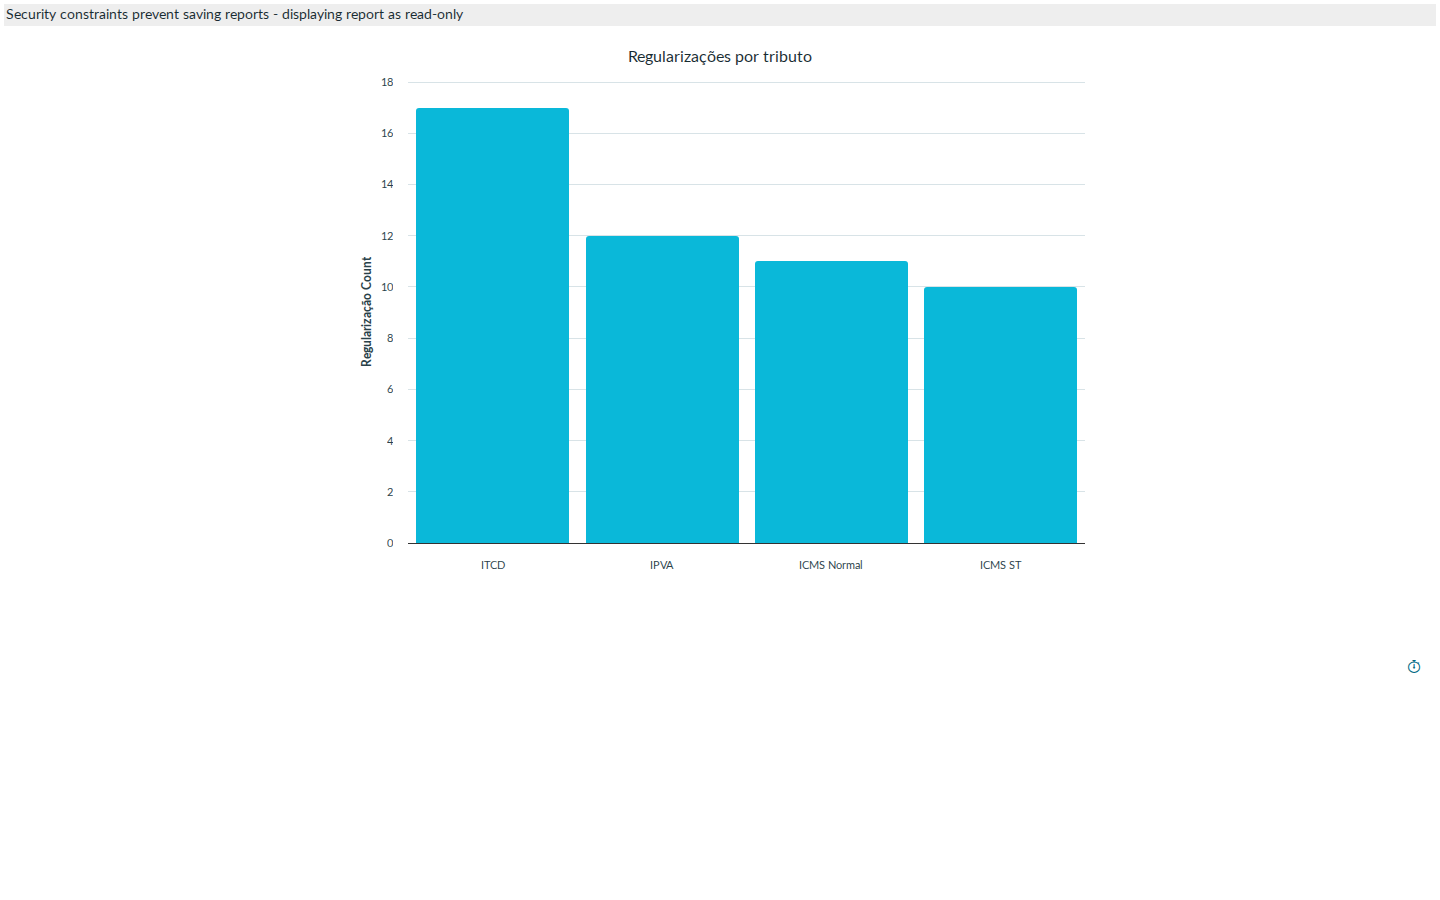 Security constraints prevent saving reports - displaying report as read-only
Regularizações por tributo
Regularização Count
18
16
14
12
10
8
6
4
2
0
ITCD
IPVA
ICMS Normal
ICMS ST